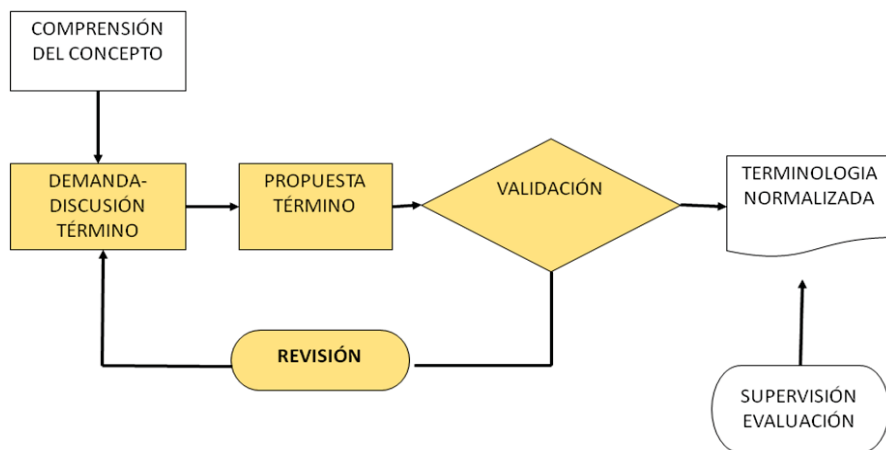 COMPRENSIÓN
DEL CONCEPTO
DEMANDA-
DISCUSIÓN
TÉRMINO
PROPUESTA
TÉRMINO
VALIDACIÓN
TERMINOLOGIA
NORMALIZADA
REVISIÓN
SUPERVISIÓN
EVALUACIÓN